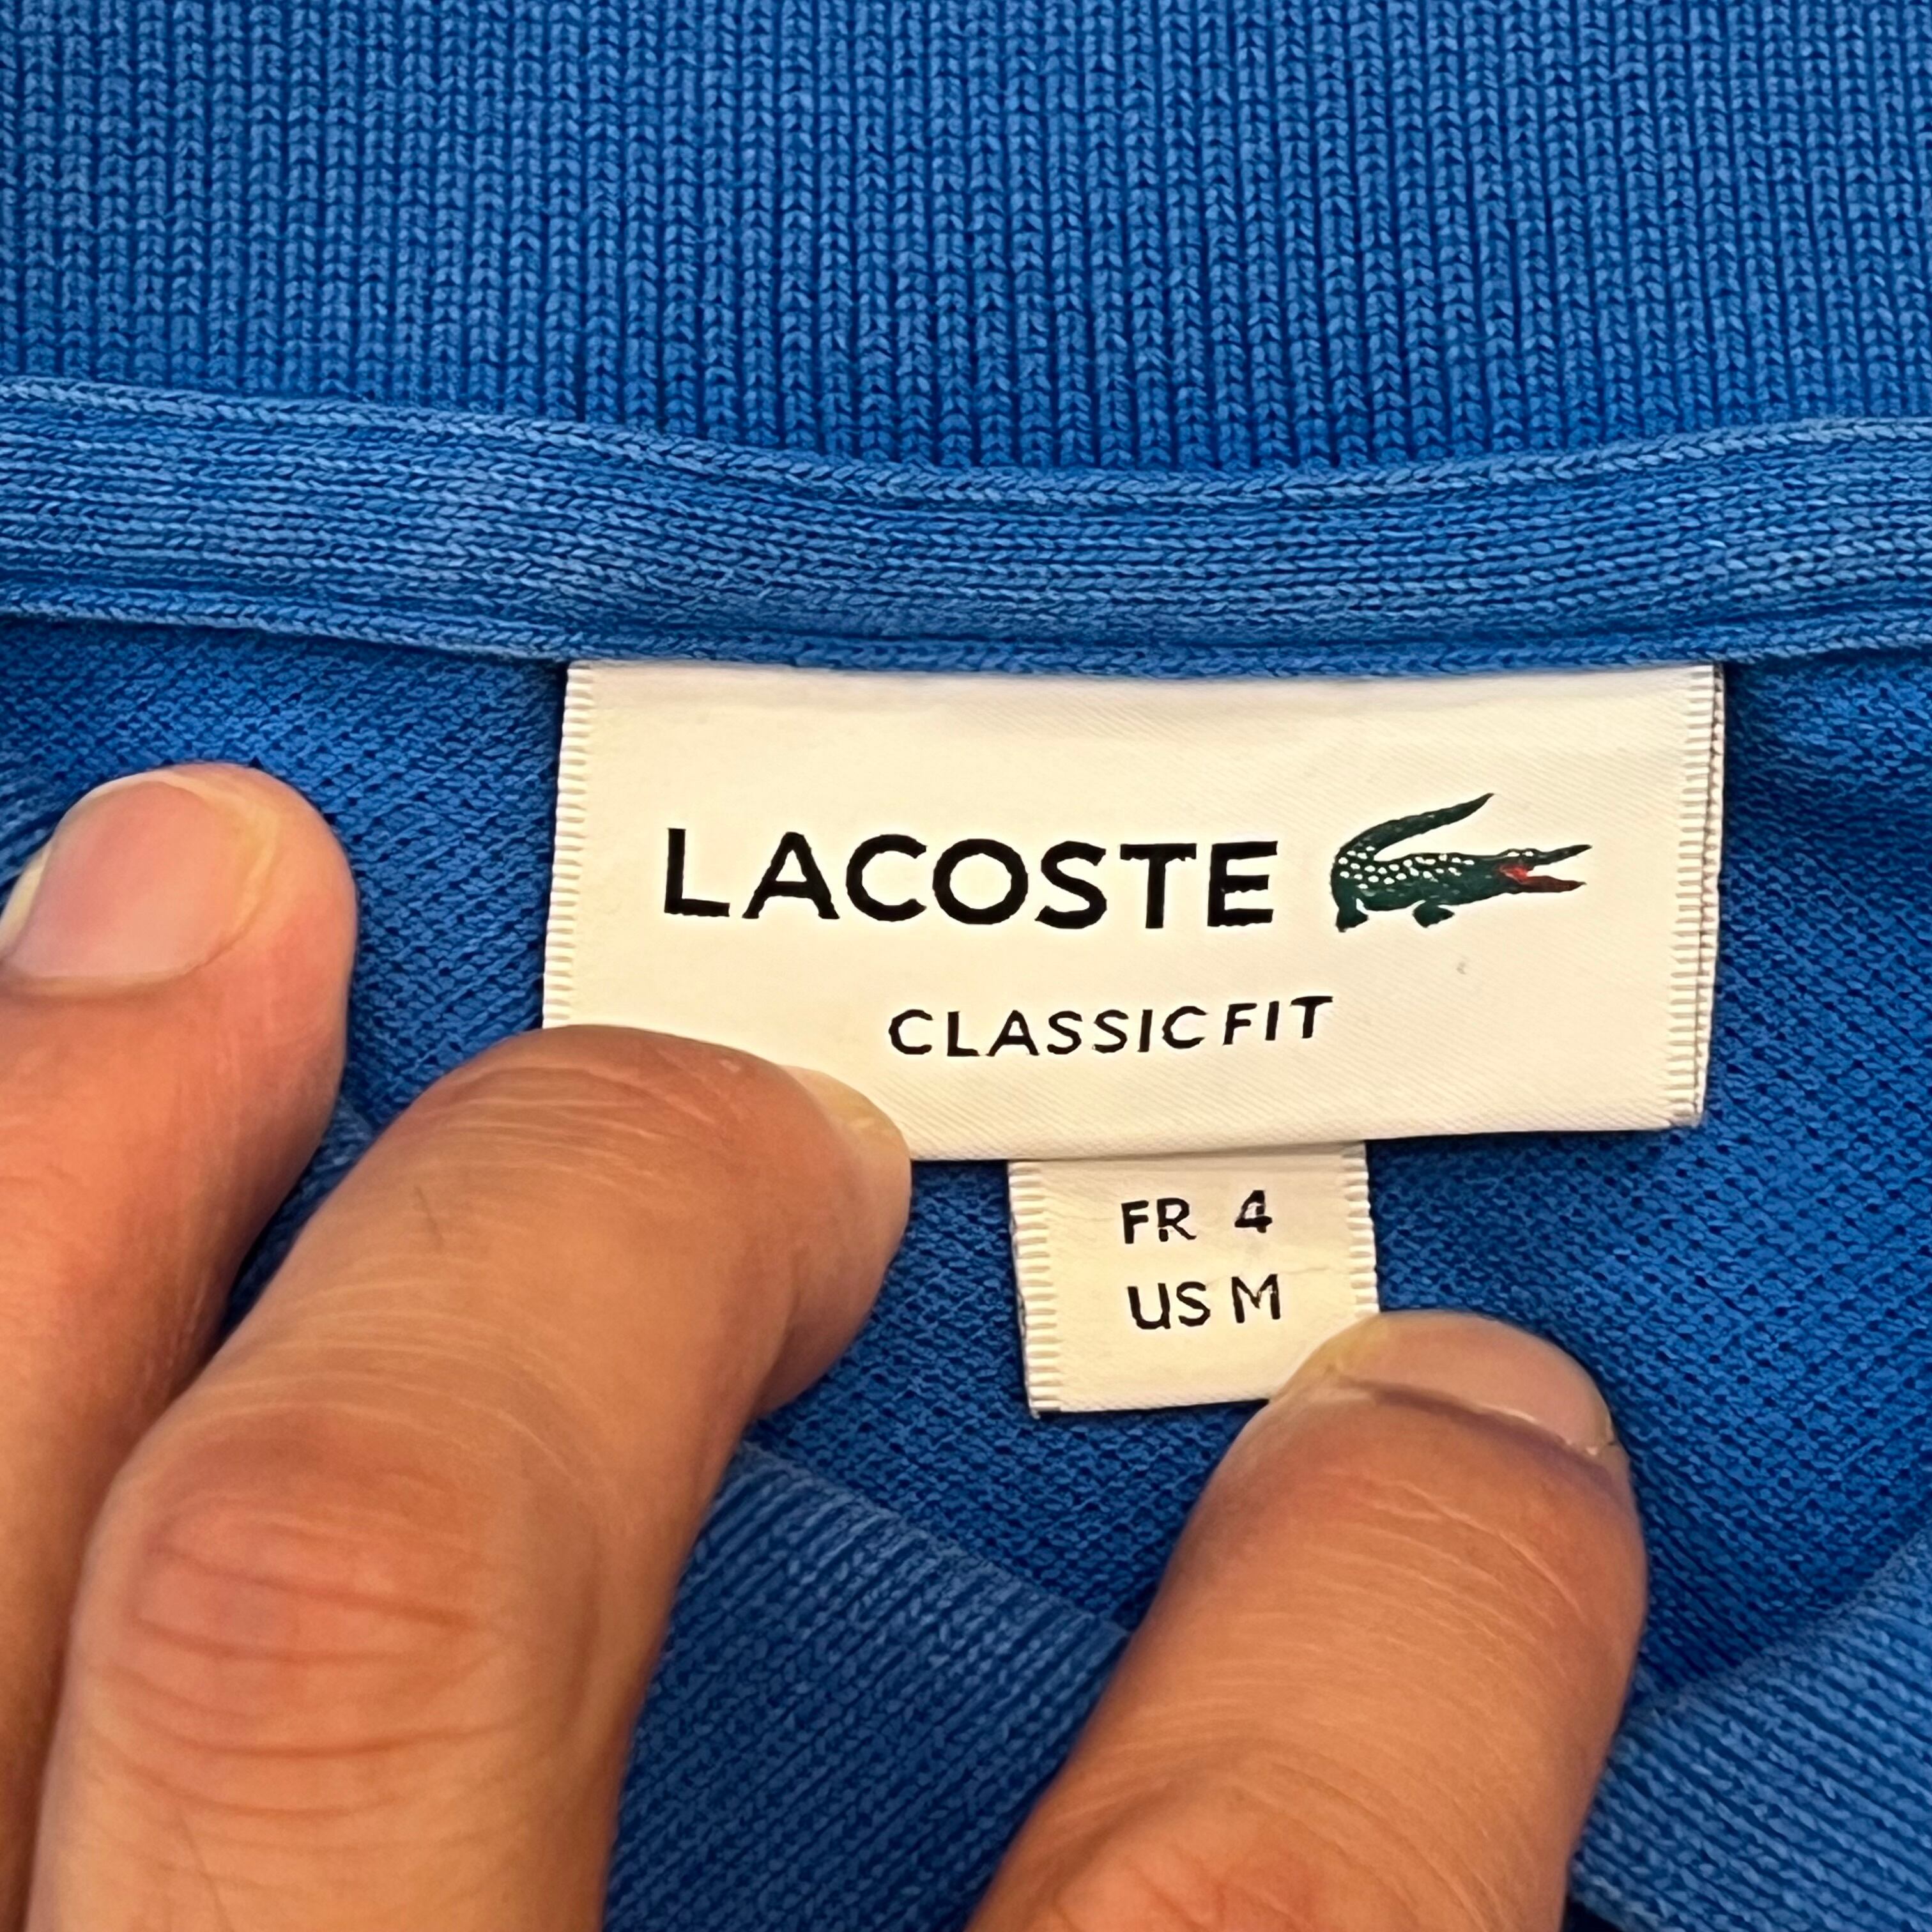 LACOSTE
CLASSIC FIT
FR 4
US M